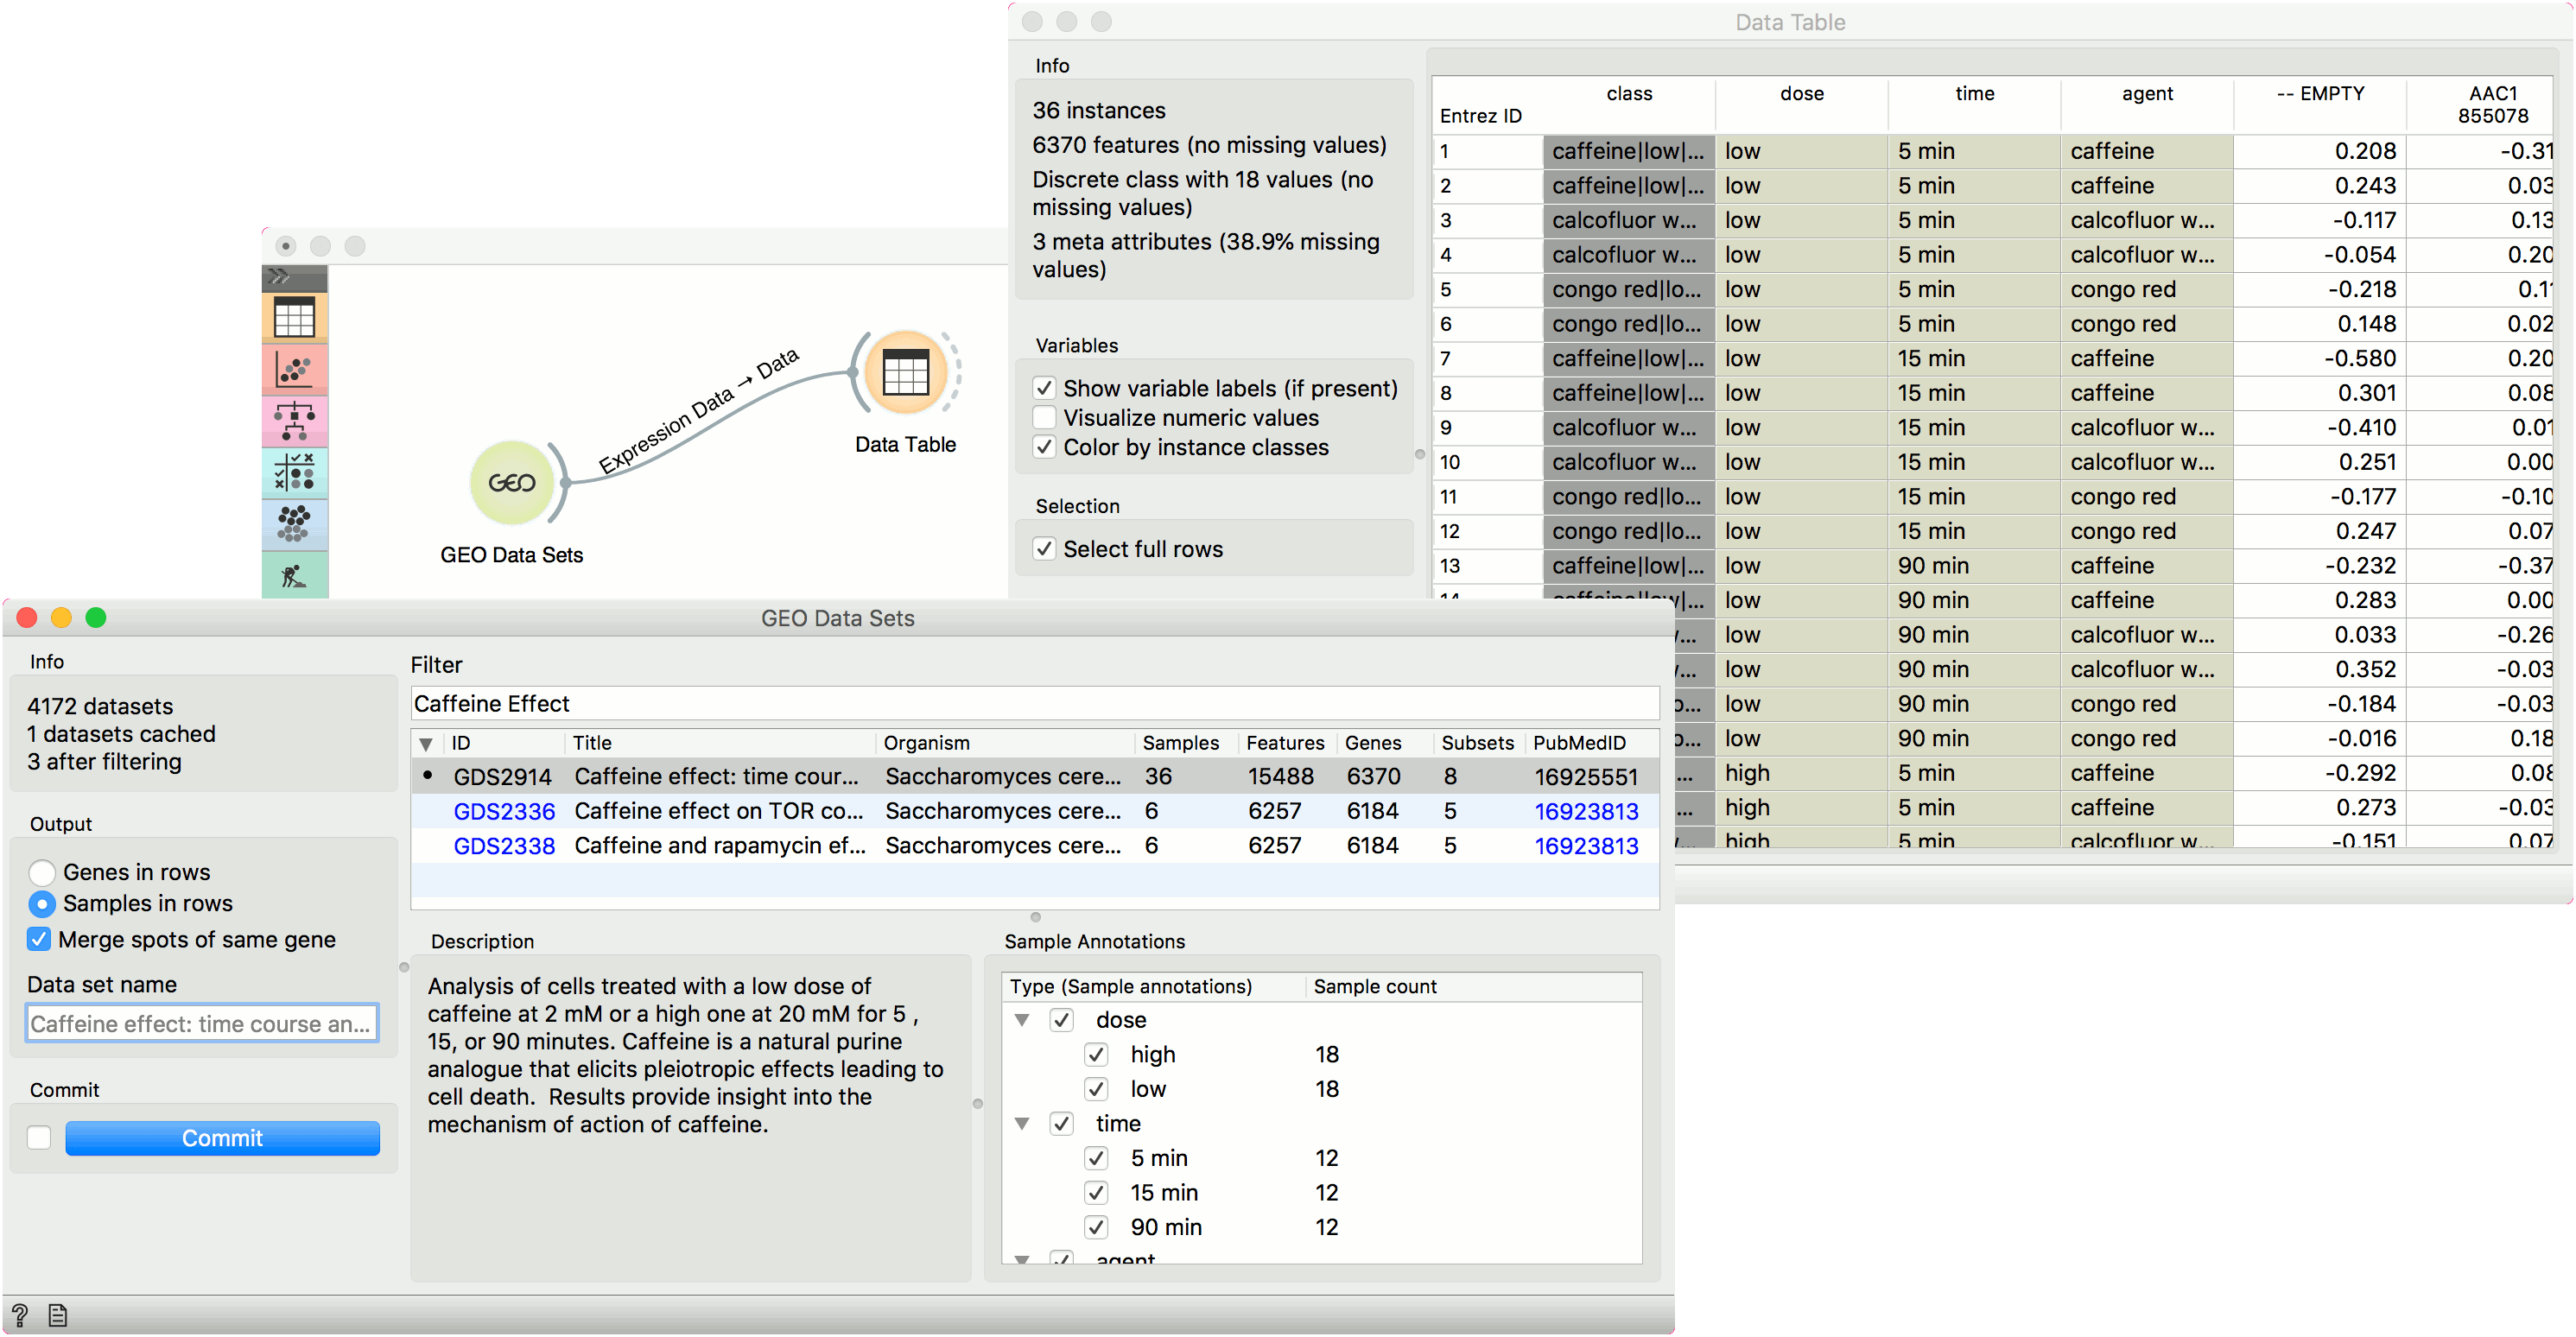 Data Table
Info
36 instances
6370 features (no missing values)
Discrete class with 18 values (no
missing values)
3 meta attributes (38.9% missing
values)
Variables
Show variable labels (if present)
Visualize numeric values
Color by instance classes
Selection
Select full rows
Entrez ID class dose time agent -- EMPTY AAC1 855078
1 caffeine|low|... low 5 min caffeine 0.208 -0.31
2 caffeine|low|... low 5 min caffeine 0.243 0.03
3 calcofluor w... low 5 min calcofluor w... -0.117 0.13
4 calcofluor w... low 5 min calcofluor w... -0.054 0.20
5 congo red|lo... low 5 min congo red -0.218 0.1
6 congo red|lo... low 5 min congo red 0.148 0.02
7 caffeine|low|... low 15 min caffeine -0.580 0.20
8 caffeine|low|... low 15 min caffeine 0.301 0.08
9 calcofluor w... low 15 min calcofluor w... -0.410 0.01
10 calcofluor w... low 15 min calcofluor w... 0.251 0.00
11 congo red|lo... low 15 min congo red -0.177 -0.10
12 congo red|lo... low 15 min congo red 0.247 0.07
13 caffeine|low|... low 90 min caffeine -0.232 -0.37
14 caffeine|low|... low 90 min caffeine 0.283 0.00
... low 90 min calcofluor w... 0.033 -0.26
... low 90 min calcofluor w... 0.352 -0.03
... low 90 min congo red -0.184 -0.03
... low 90 min congo red -0.016 0.18
... high 5 min caffeine -0.292 0.08
... high 5 min caffeine 0.273 -0.03
... high 5 min calcofluor w... -0.151 0.07
Expression Data → Data
Data Table
GEO
GEO Data Sets
GEO Data Sets
Info
4172 datasets
1 datasets cached
3 after filtering
Output
Genes in rows
Samples in rows
Merge spots of same gene
Data set name
Caffeine effect: time course an...
Commit
Commit
Filter
Caffeine Effect
ID Title Organism Samples Features Genes Subsets PubMedID
GDS2914 Caffeine effect: time cour... Saccharomyces cere... 36 15488 6370 8 16925551
GDS2336 Caffeine effect on TOR co... Saccharomyces cere... 6 6257 6184 5 16923813
GDS2338 Caffeine and rapamycin ef... Saccharomyces cere... 6 6257 6184 5 16923813
Description
Analysis of cells treated with a low dose of
caffeine at 2 mM or a high one at 20 mM for 5 ,
15, or 90 minutes. Caffeine is a natural purine
analogue that elicits pleiotropic effects leading to
cell death.  Results provide insight into the
mechanism of action of caffeine.
Sample Annotations
Type (Sample annotations) Sample count
dose
high 18
low 18
time
5 min 12
15 min 12
90 min 12
agent